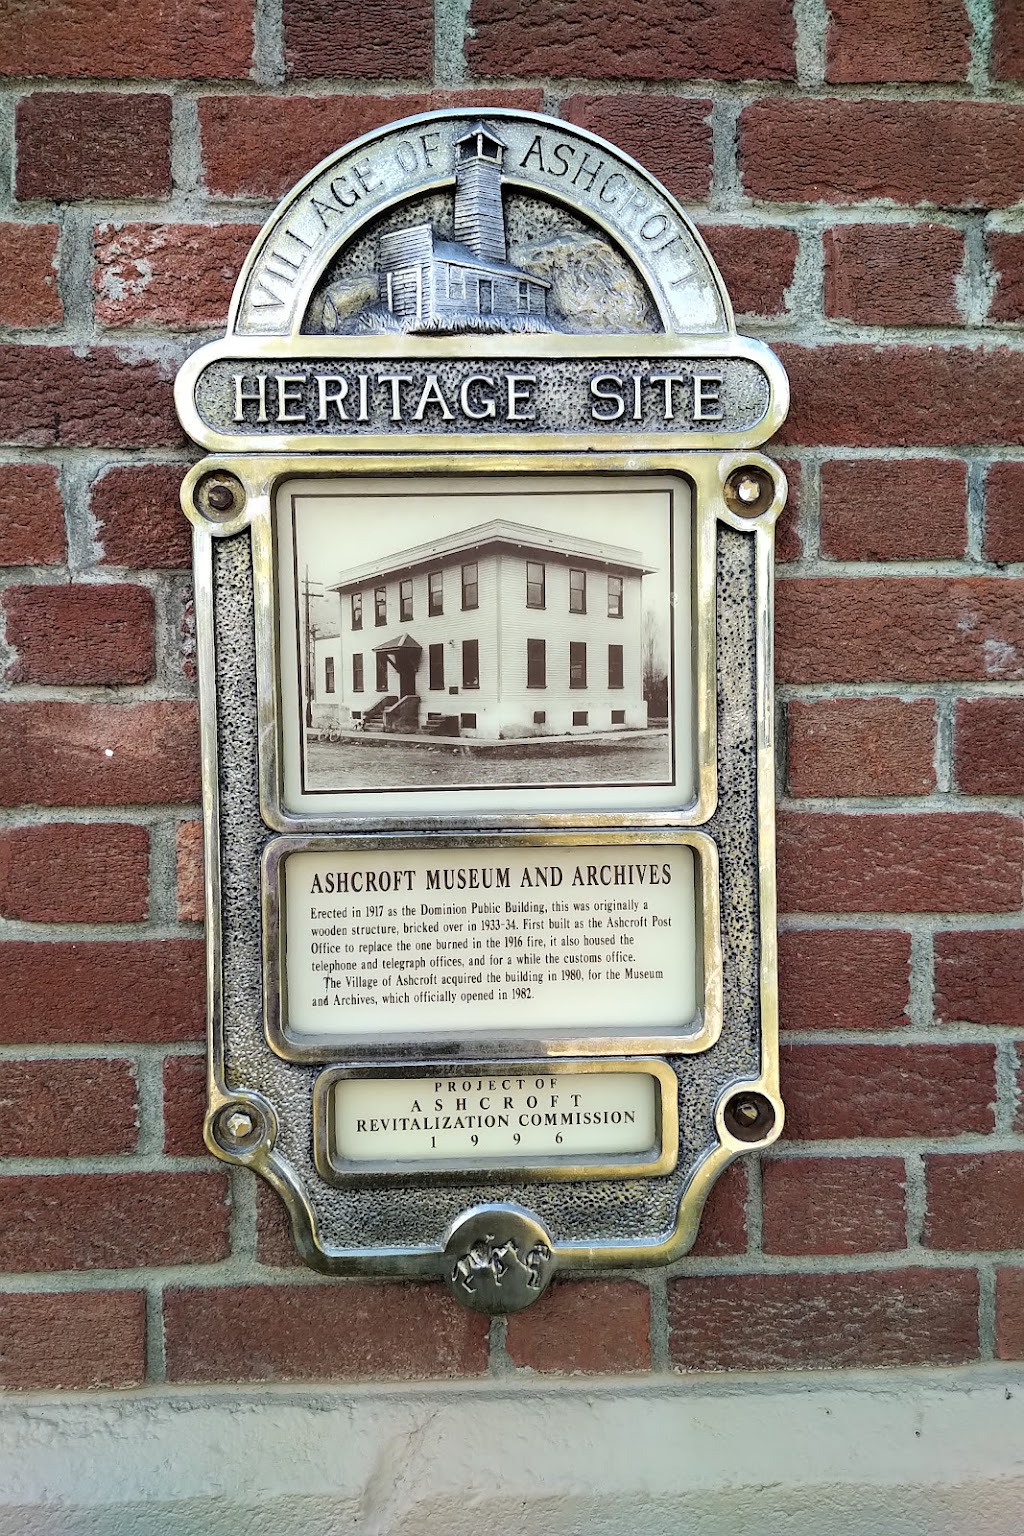 VILLAGE OF ASHCROFT
HERITAGE SITE
ASHCROFT MUSEUM AND ARCHIVES
Erected in 1917 as the Dominion Public Building, this was originally a
wooden structure, bricked over in 1933-34. First built as the Ashcroft Post
Office to replace the one burned in the 1916 fire, it also housed the
telephone and telegraph offices, and for a while the customs office.
The Village of Ashcroft acquired the building in 1980, for the Museum
and Archives, which officially opened in 1982.
PROJECT OF
ASHCROFT
REVITALIZATION COMMISSION
1996